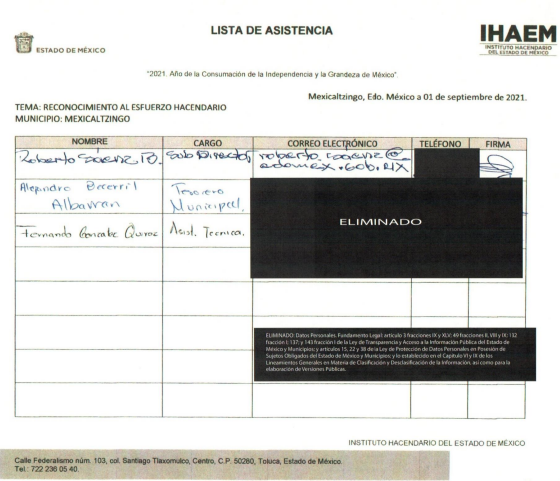 LISTA DE ASISTENCIA
ESTADO DE MÉXICO
IHAEM
INSTITUTO HACENDARIO
DEL ESTADO DE MÉXICO
"2021. Año de la Consumación de la Independencia y la Grandeza de México".
Mexicaltzingo, Edo. México a 01 de septiembre de 2021.
TEMA: RECONOCIMIENTO AL ESFUERZO HACENDARIO
MUNICIPIO: MEXICALTZINGO
NOMBRE CARGO CORREO ELECTRÓNICO TELÉFONO FIRMA
Roberto Sáenz P. Sub Director roberto.saenz@
edomex.gob.mx
Alejandro Becerril Tesorero
Albarran Municipal.
Fernando Gonzalez Asist. Tecnica.
ELIMINADO
ELIMINADO: Datos Personales. Fundamento Legal: artículo 3 fracciones IX y XLV; 49 fracciones II, VIII y IX; 132
fracción I; 137; y 143 fracción I de la Ley de Transparencia y Acceso a la Información Pública del Estado de
México y Municipios; y artículos 15, 22 y 38 de la Ley de Protección de Datos Personales en Posesión de
Sujetos Obligados del Estado de México y Municipios; y lo establecido en el Capítulo VI y IX de los
Lineamientos Generales en Materia de Clasificación y Desclasificación de la Información, así como para la
elaboración de Versiones Públicas.
INSTITUTO HACENDARIO DEL ESTADO DE MÉXICO
Calle Federalismo núm. 103, col. Santiago Tlaxomulco, Centro, C.P. 50280, Toluca, Estado de México.
Tel.: 722 236 05 40.